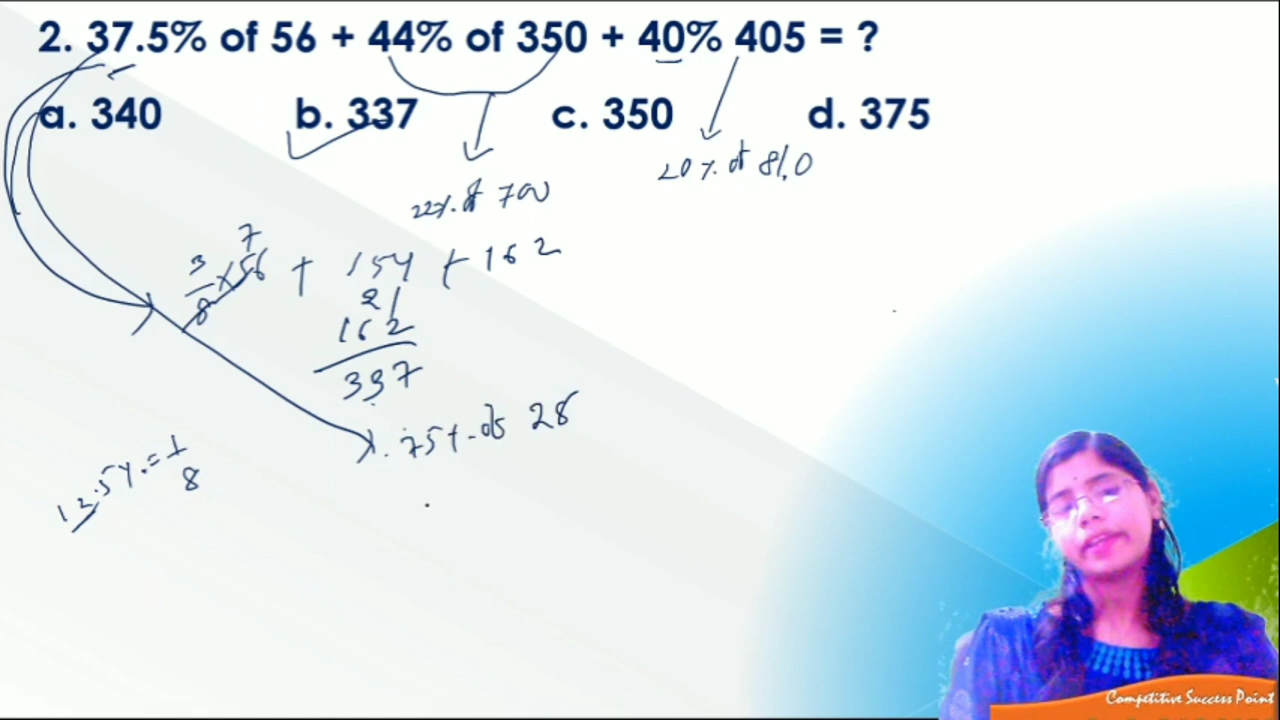 2. 37.5% of 56 + 44% of 350 + 40% 405 = ?
a. 340 b. 337 c. 350 d. 375
22% of 700
20% of 810
3/8 × 56 7 + 154 + 162
21
162
337
75% of 28
12.5% = 1/8
Competitive Success Point